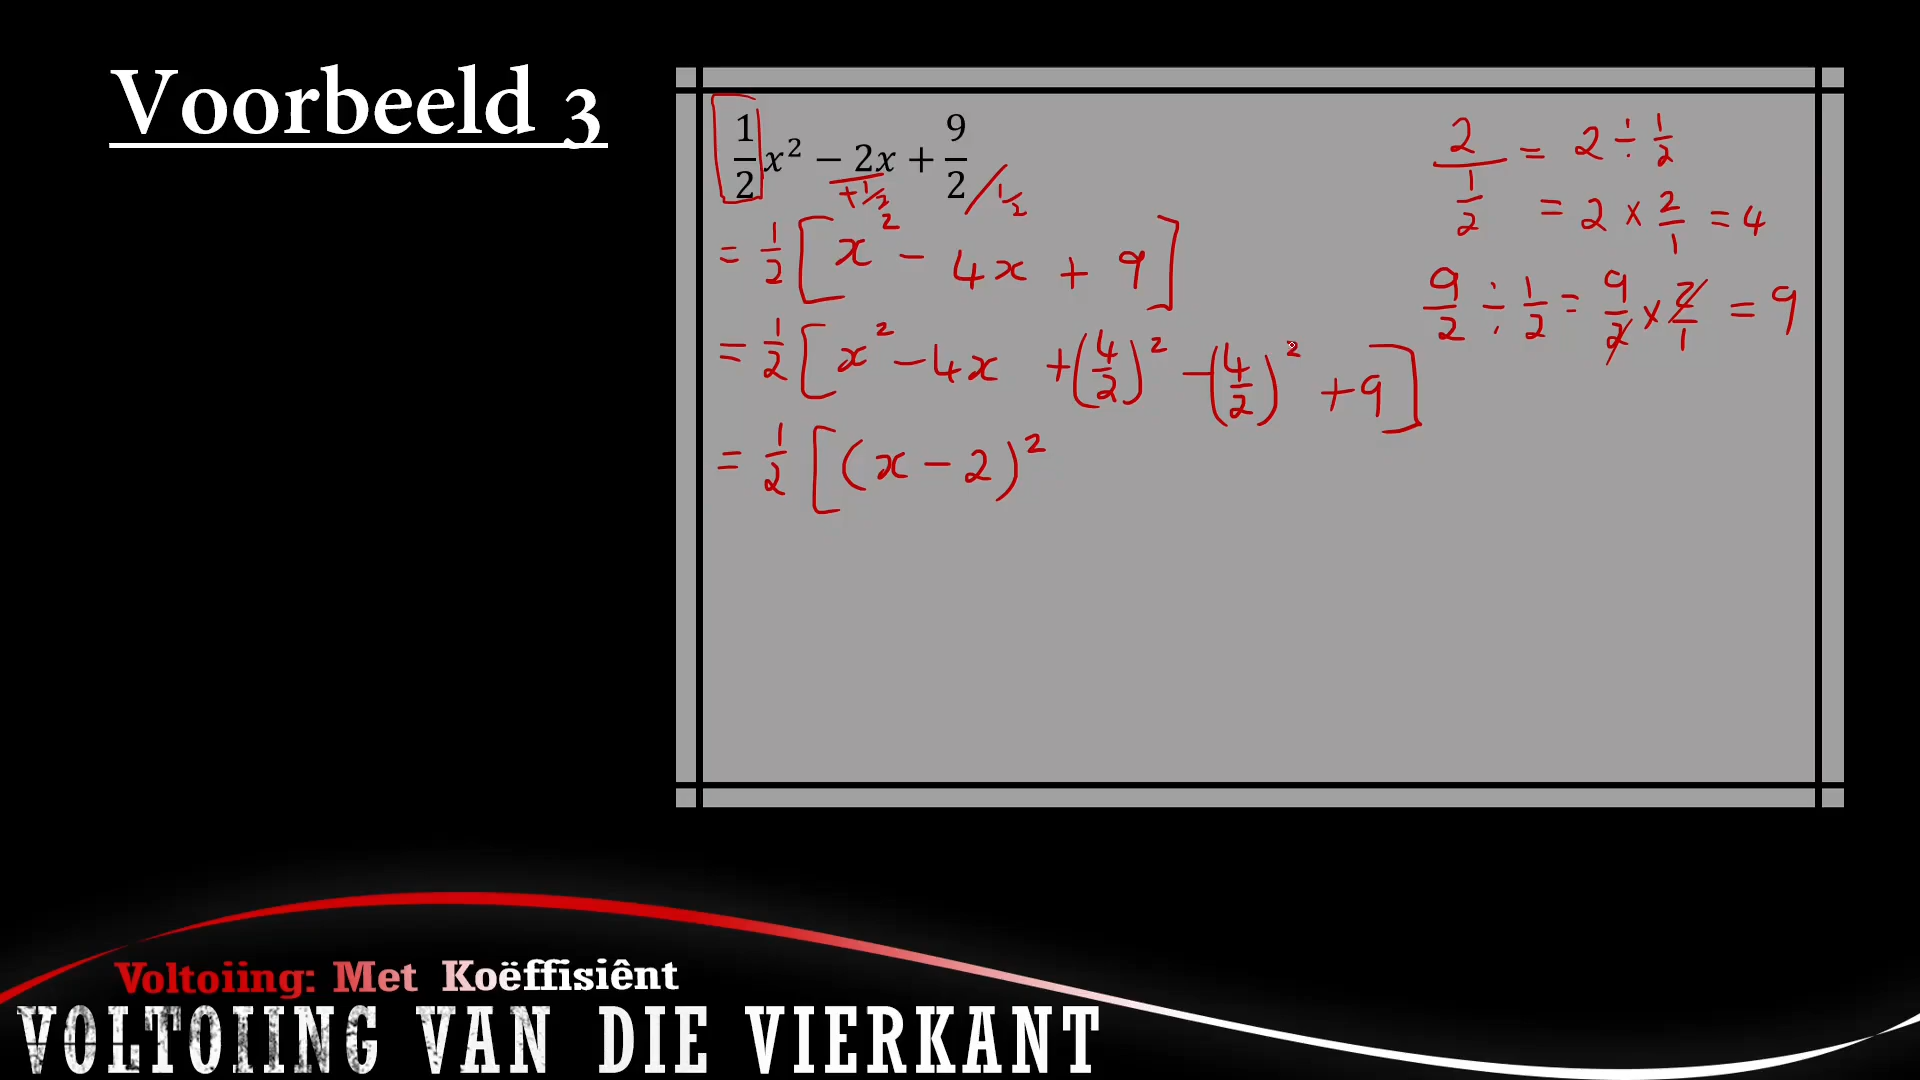 Voorbeeld 3
1/2 x² − 2x + 9/2
÷ 1/2 / 1/2
= 1/2 [x² − 4x + 9]
= 1/2 [x² − 4x + (4/2)² − (4/2)² + 9]
= 1/2 [(x − 2)²
2/(1/2) = 2 ÷ 1/2
= 2 × 2/1 = 4
9/2 ÷ 1/2 = 9/2 × 2/1 = 9
Voltoiing: Met Koëffisiënt
VOLTOIING VAN DIE VIERKANT